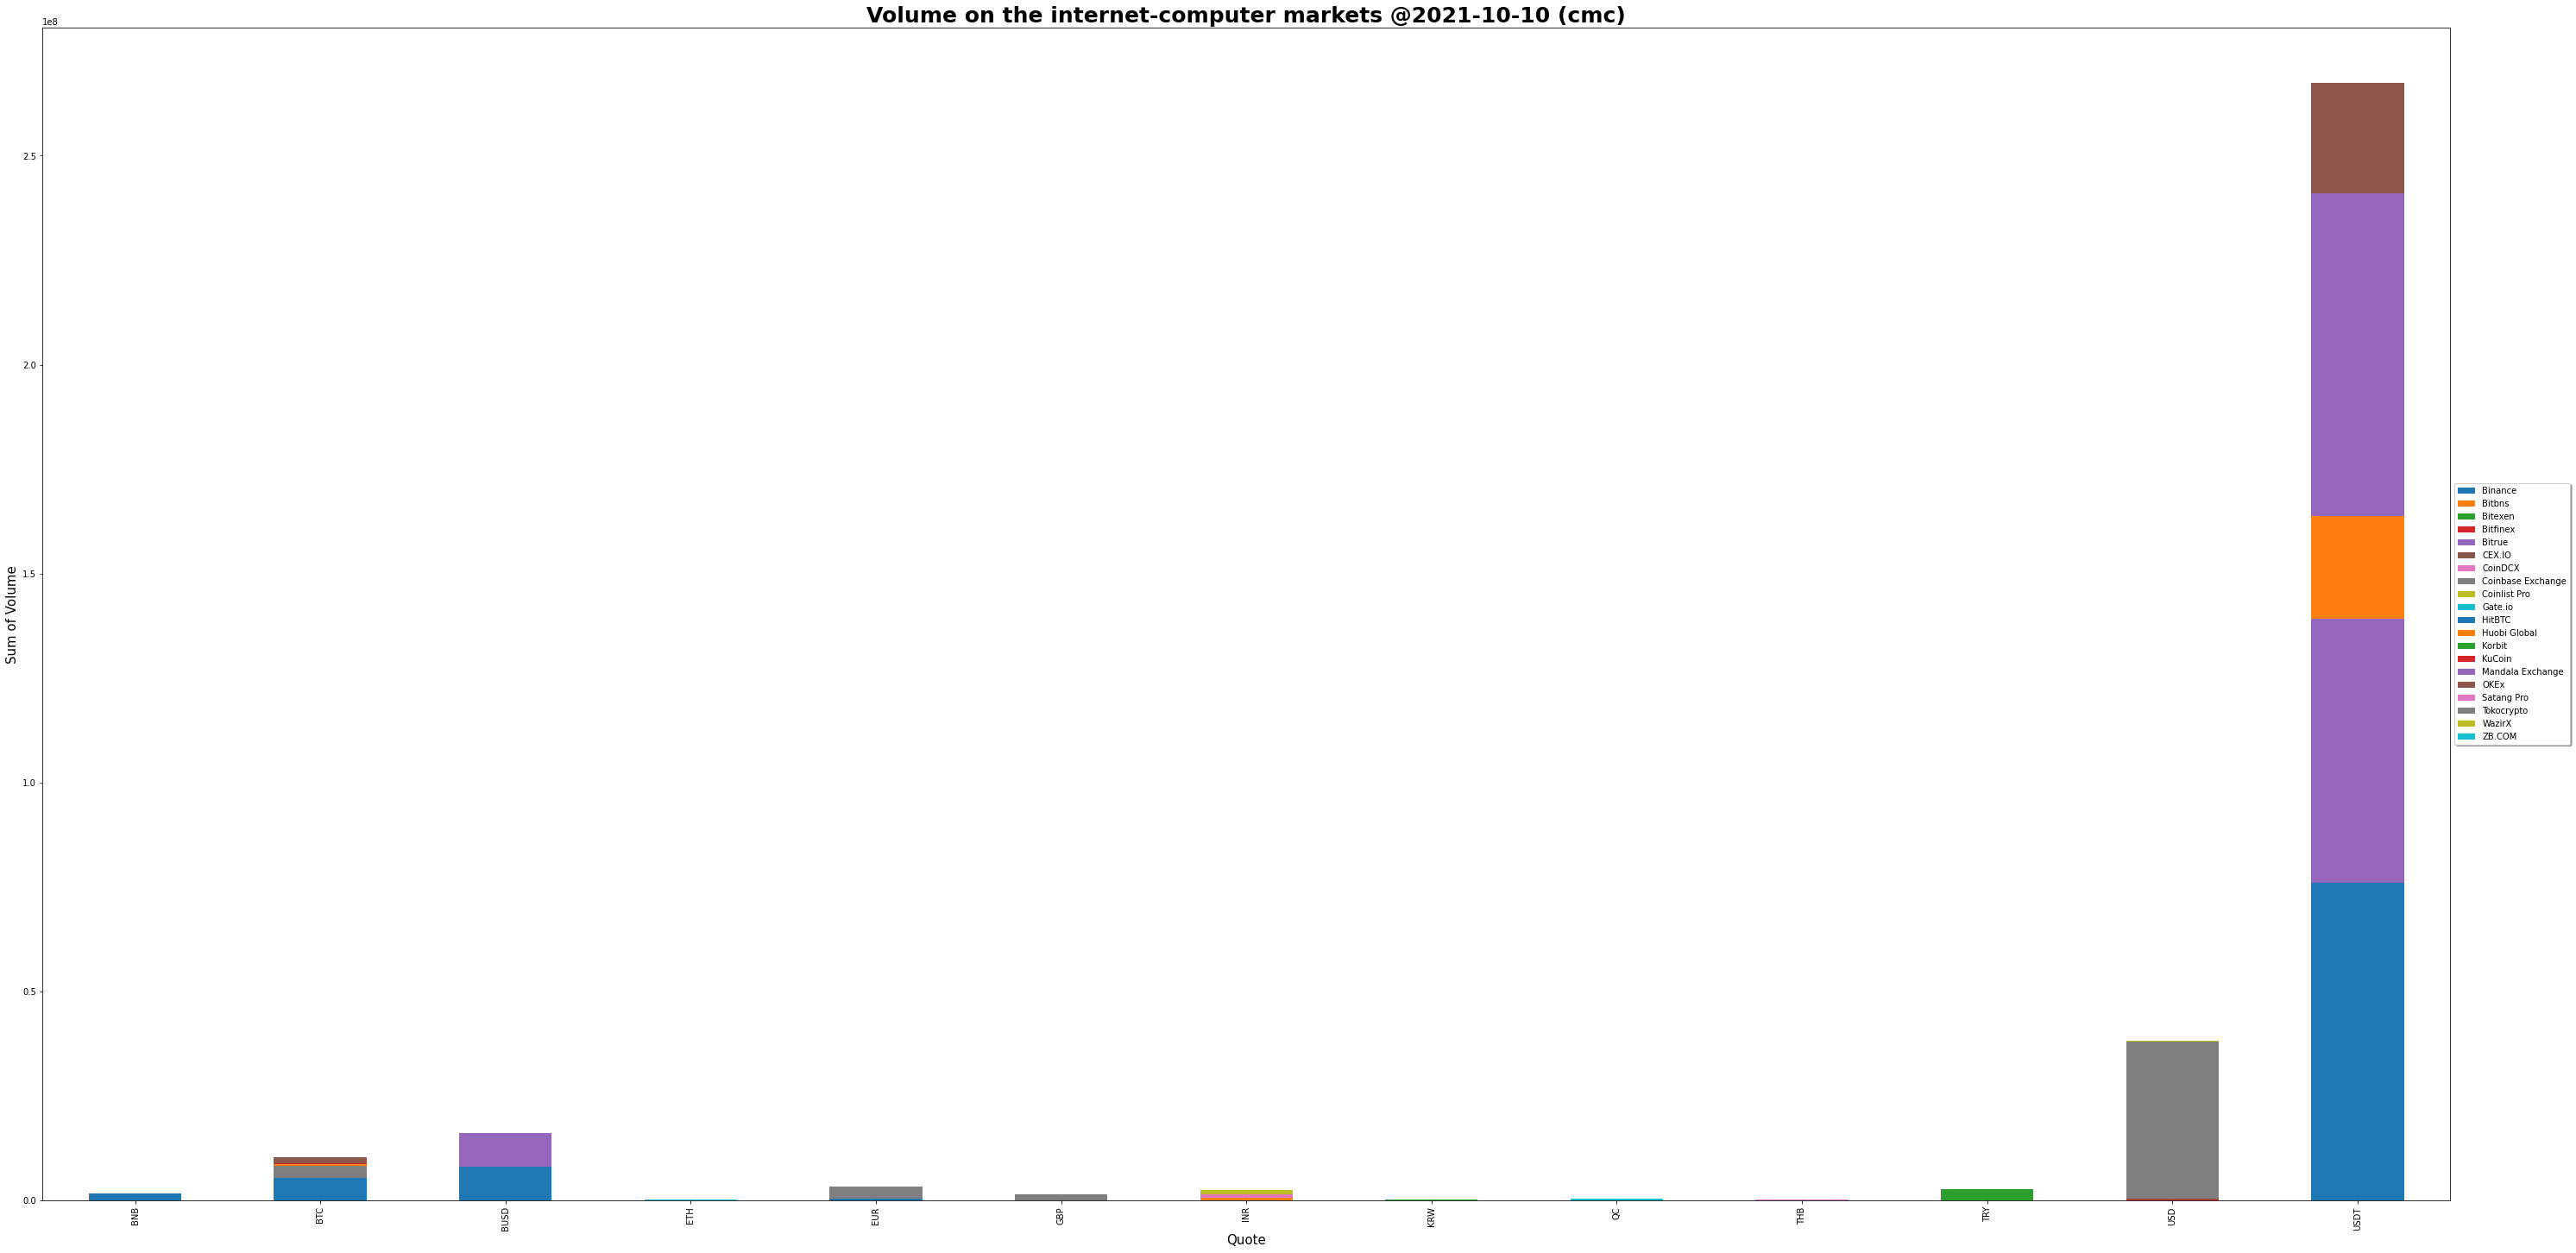 Volume on the internet-computer markets @2021-10-10 (cmc)
1e8
2.5
2.0
1.5
1.0
0.5
0.0
Sum of Volume
BNB
BTC
BUSD
ETH
EUR
GBP
INR
KRW
QC
THB
TRY
USD
USDT
Quote
Binance
Bitbns
Bitexen
Bitfinex
Bitrue
CEX.IO
CoinDCX
Coinbase Exchange
Coinlist Pro
Gate.io
HitBTC
Huobi Global
Korbit
KuCoin
Mandala Exchange
OKEx
Satang Pro
Tokocrypto
WazirX
ZB.COM